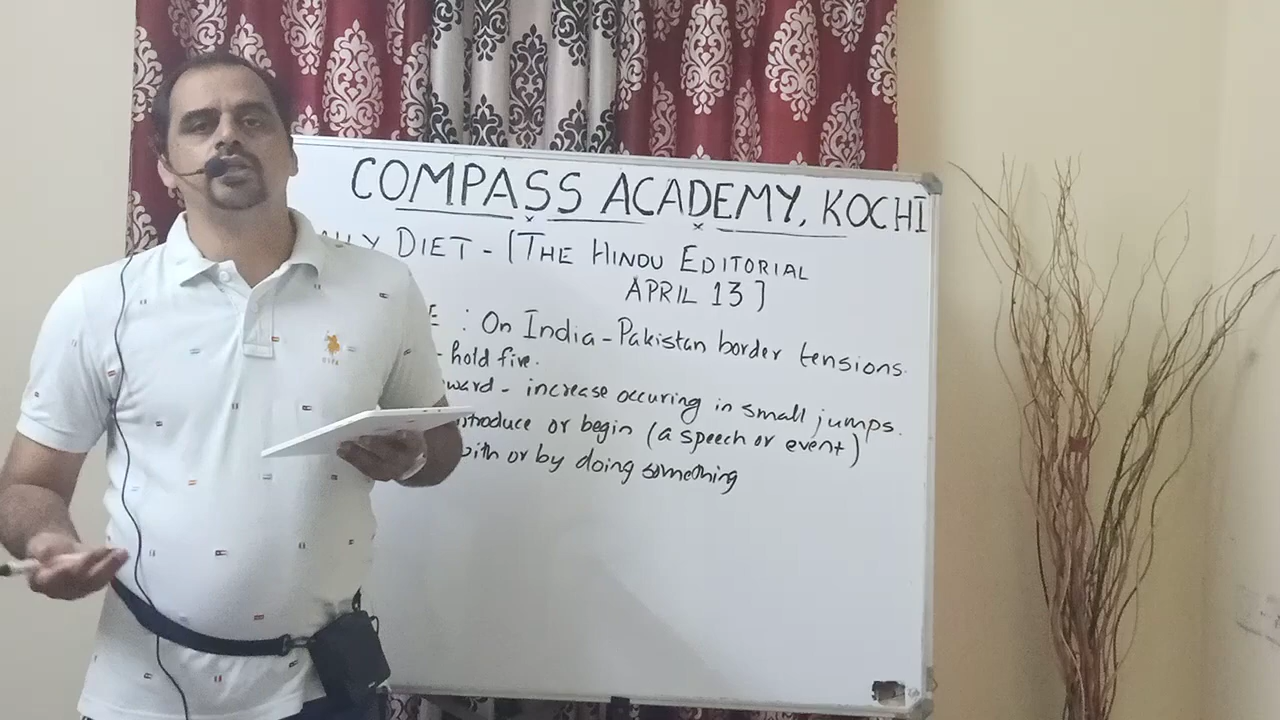 COMPASS ACADEMY, KOCHI
DIET - [THE HINDU EDITORIAL
APRIL 13]
: On India-Pakistan border tensions.
- hold fire.
ward - increase occuring in small jumps.
introduce or begin (a speech or event)
with or by doing something